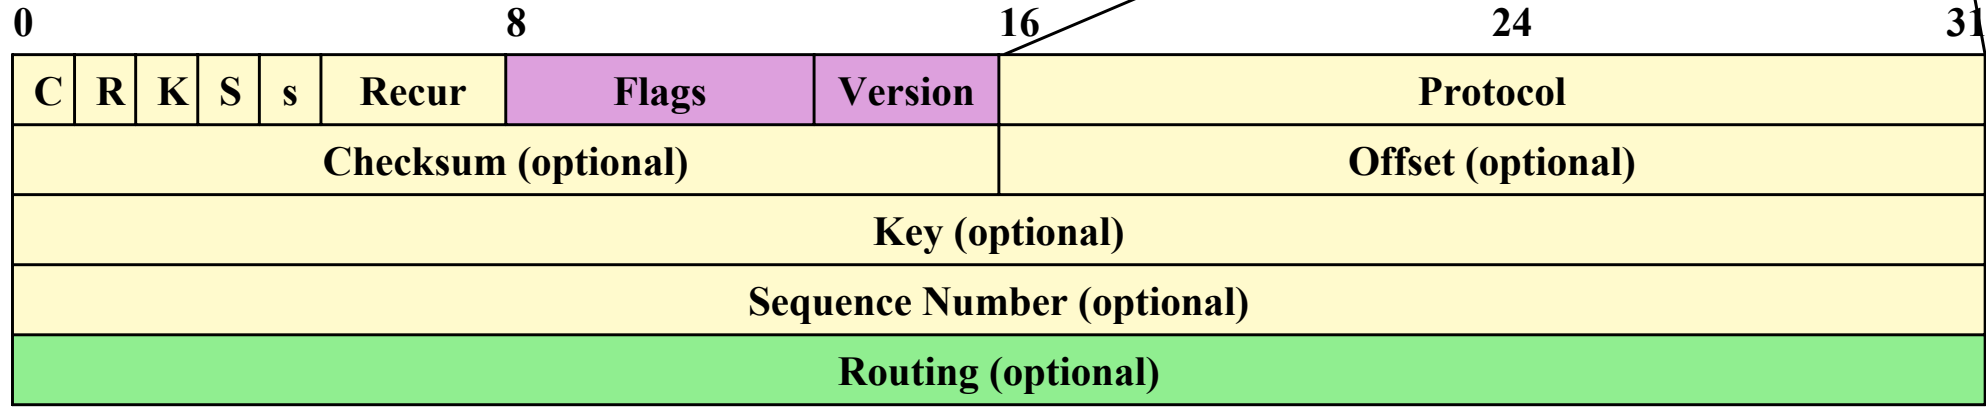 0 8 16 24 31
C R K S s Recur Flags Version Protocol
Checksum (optional) Offset (optional)
Key (optional)
Sequence Number (optional)
Routing (optional)